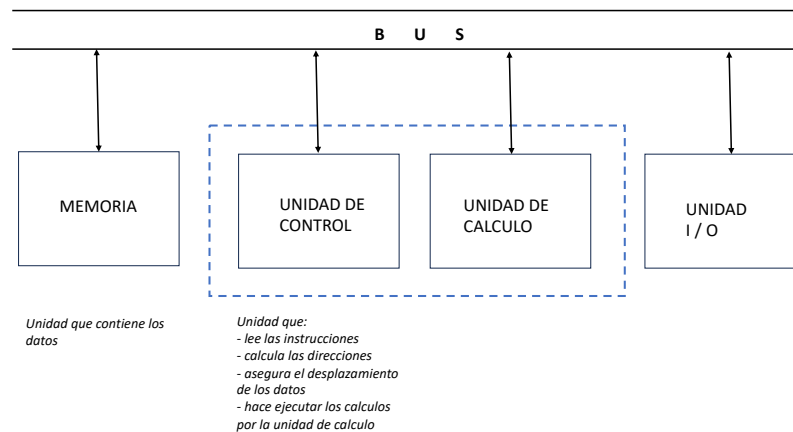 B U S
MEMORIA
UNIDAD DE
CONTROL
UNIDAD DE
CALCULO
UNIDAD
I / O
Unidad que contiene los
datos
Unidad que:
- lee las instrucciones
- calcula las direcciones
- asegura el desplazamiento
de los datos
- hace ejecutar los calculos
por la unidad de calculo